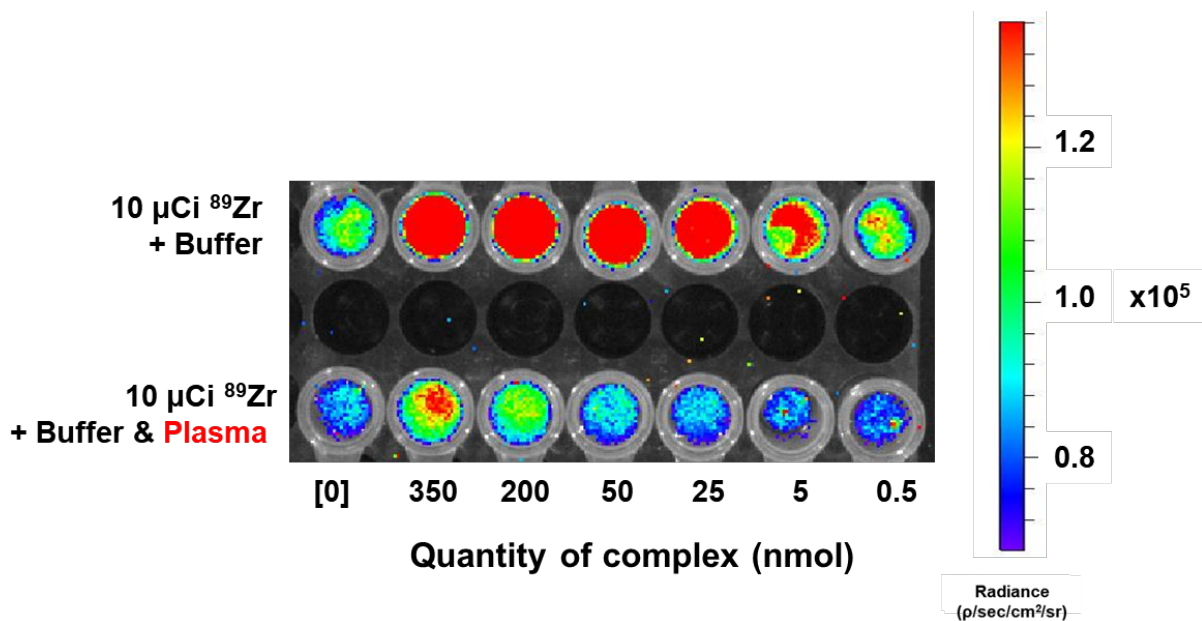 10 µCi ⁸⁹Zr
+ Buffer
10 µCi ⁸⁹Zr
+ Buffer & Plasma
[0] 350 200 50 25 5 0.5
Quantity of complex (nmol)
1.2
1.0 x10⁵
0.8
Radiance
(ρ/sec/cm²/sr)